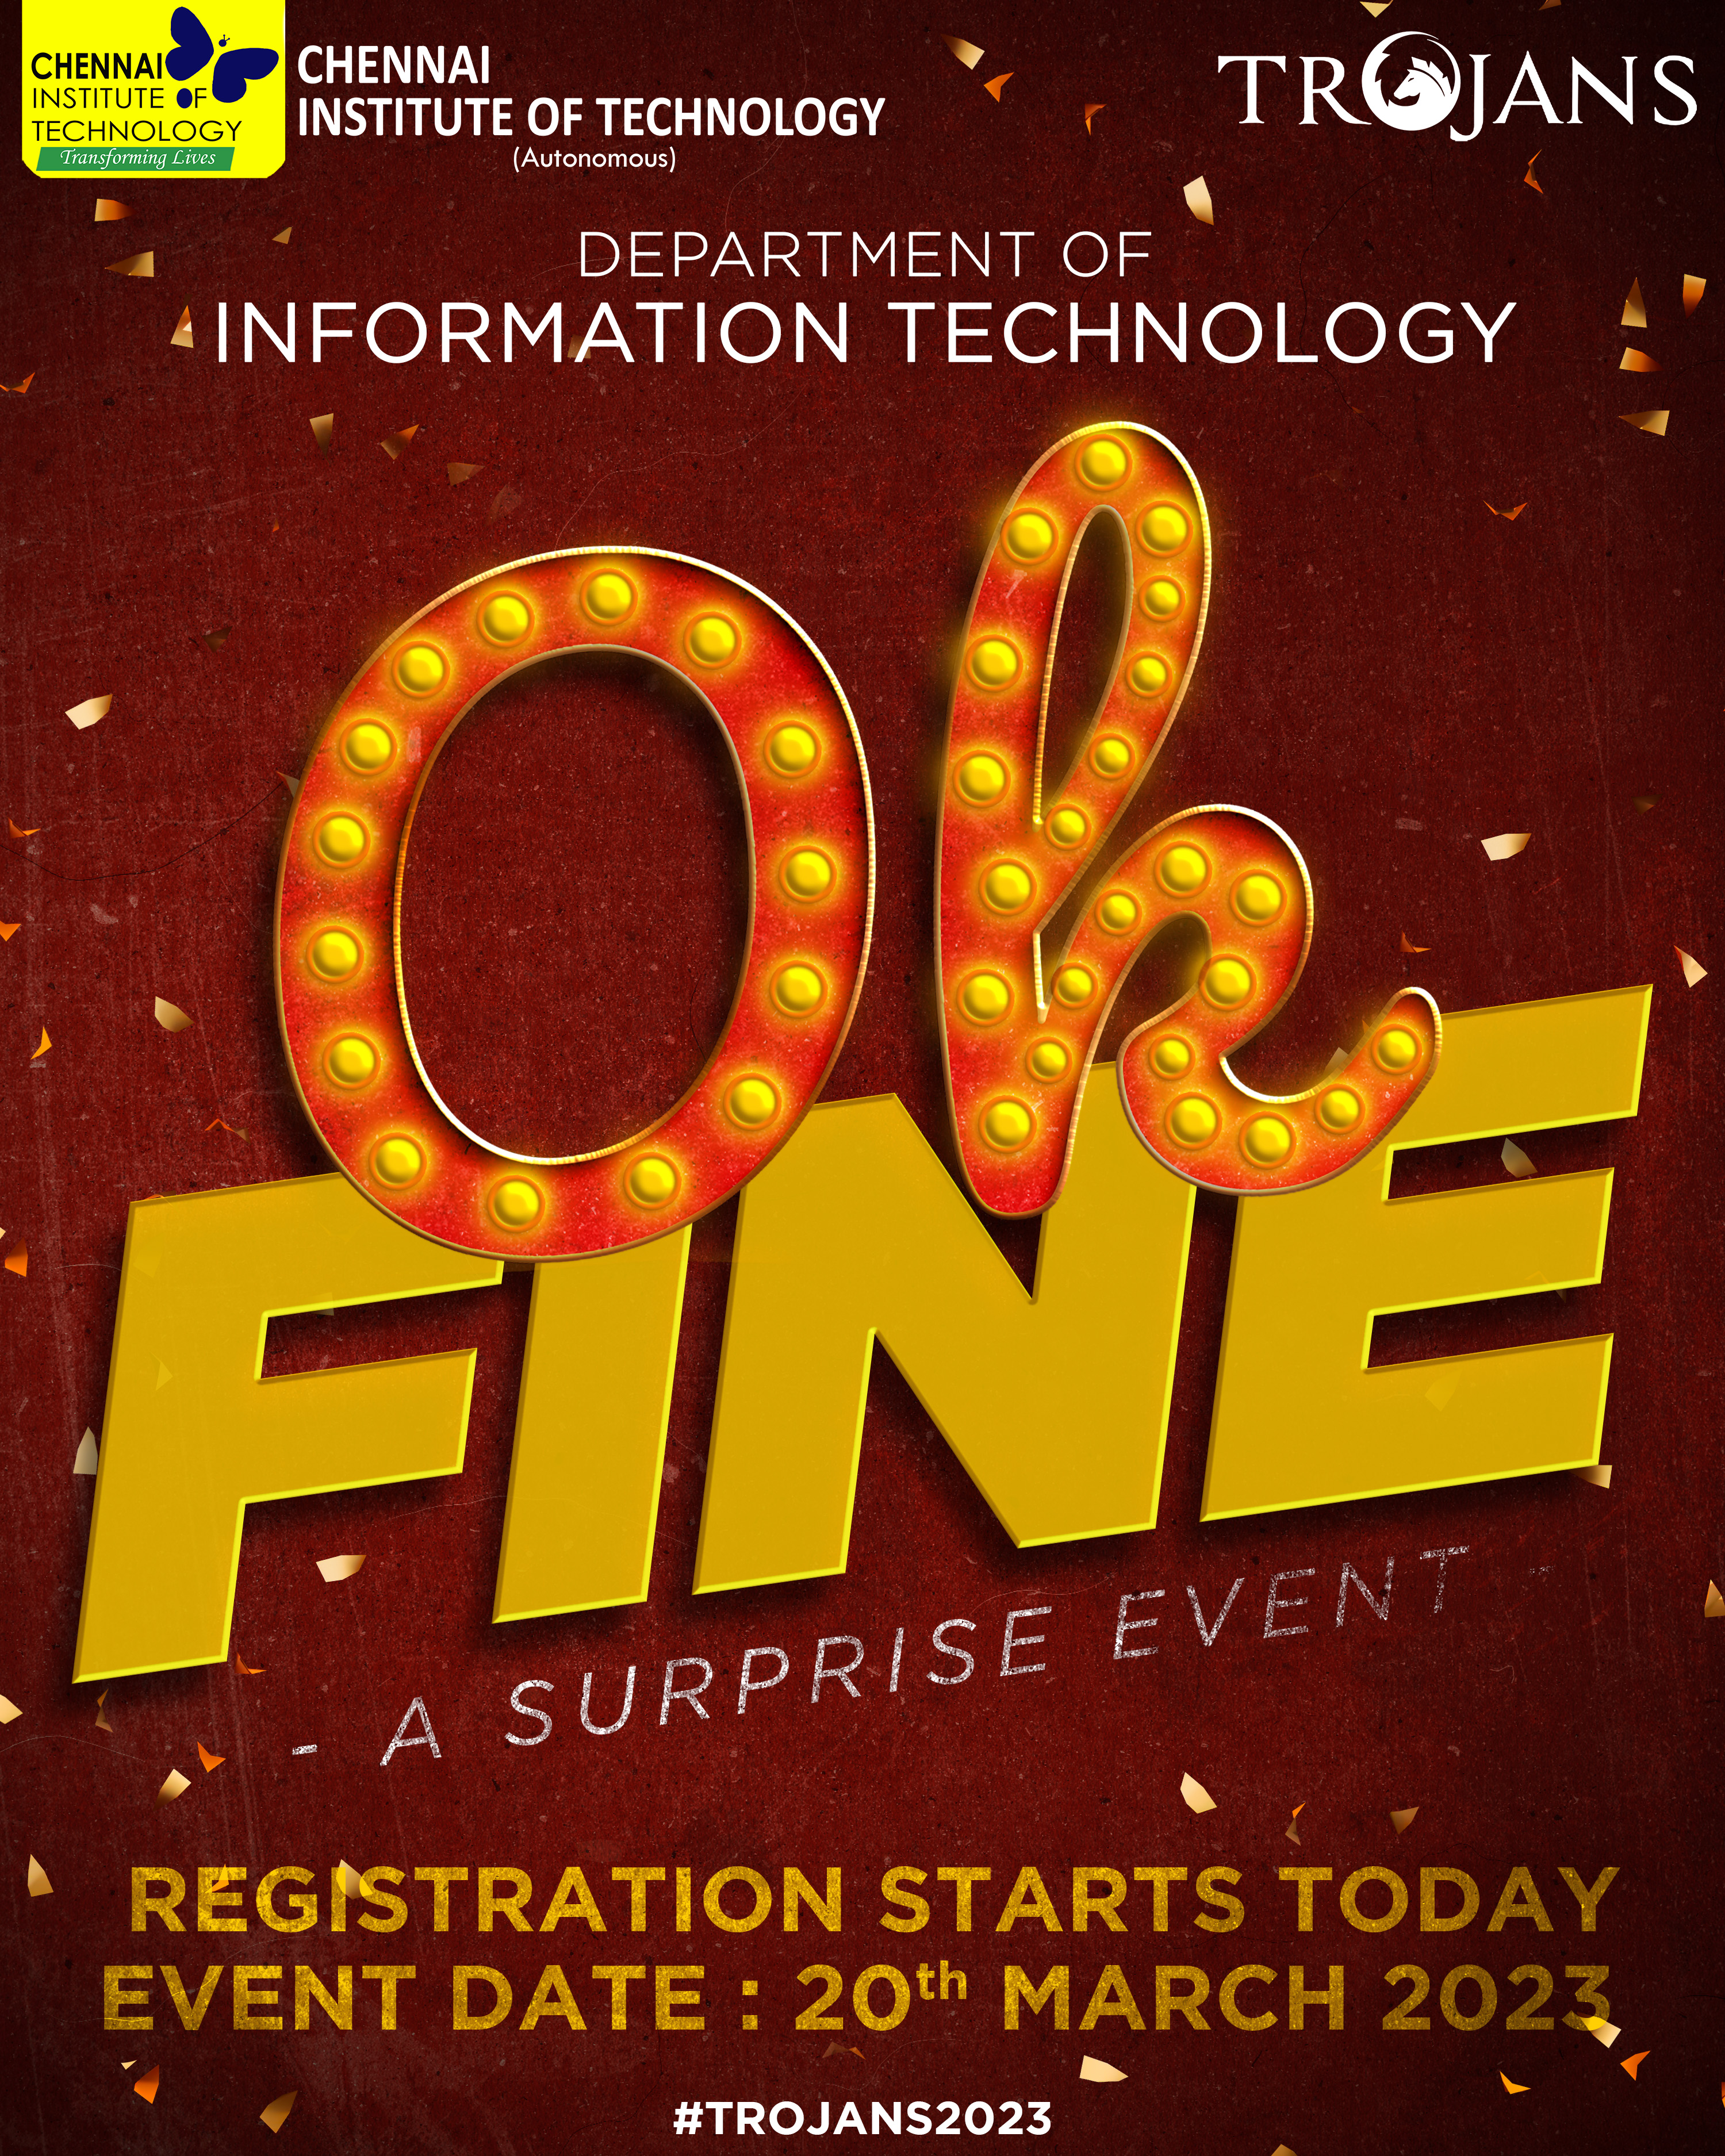 CHENNAI
INSTITUTE OF
TECHNOLOGY
Transforming Lives
CHENNAI
INSTITUTE OF TECHNOLOGY
(Autonomous)
TROJANS
DEPARTMENT OF
INFORMATION TECHNOLOGY
Ok
FINE
- A SURPRISE EVENT -
REGISTRATION STARTS TODAY
EVENT DATE : 20th MARCH 2023
#TROJANS2023